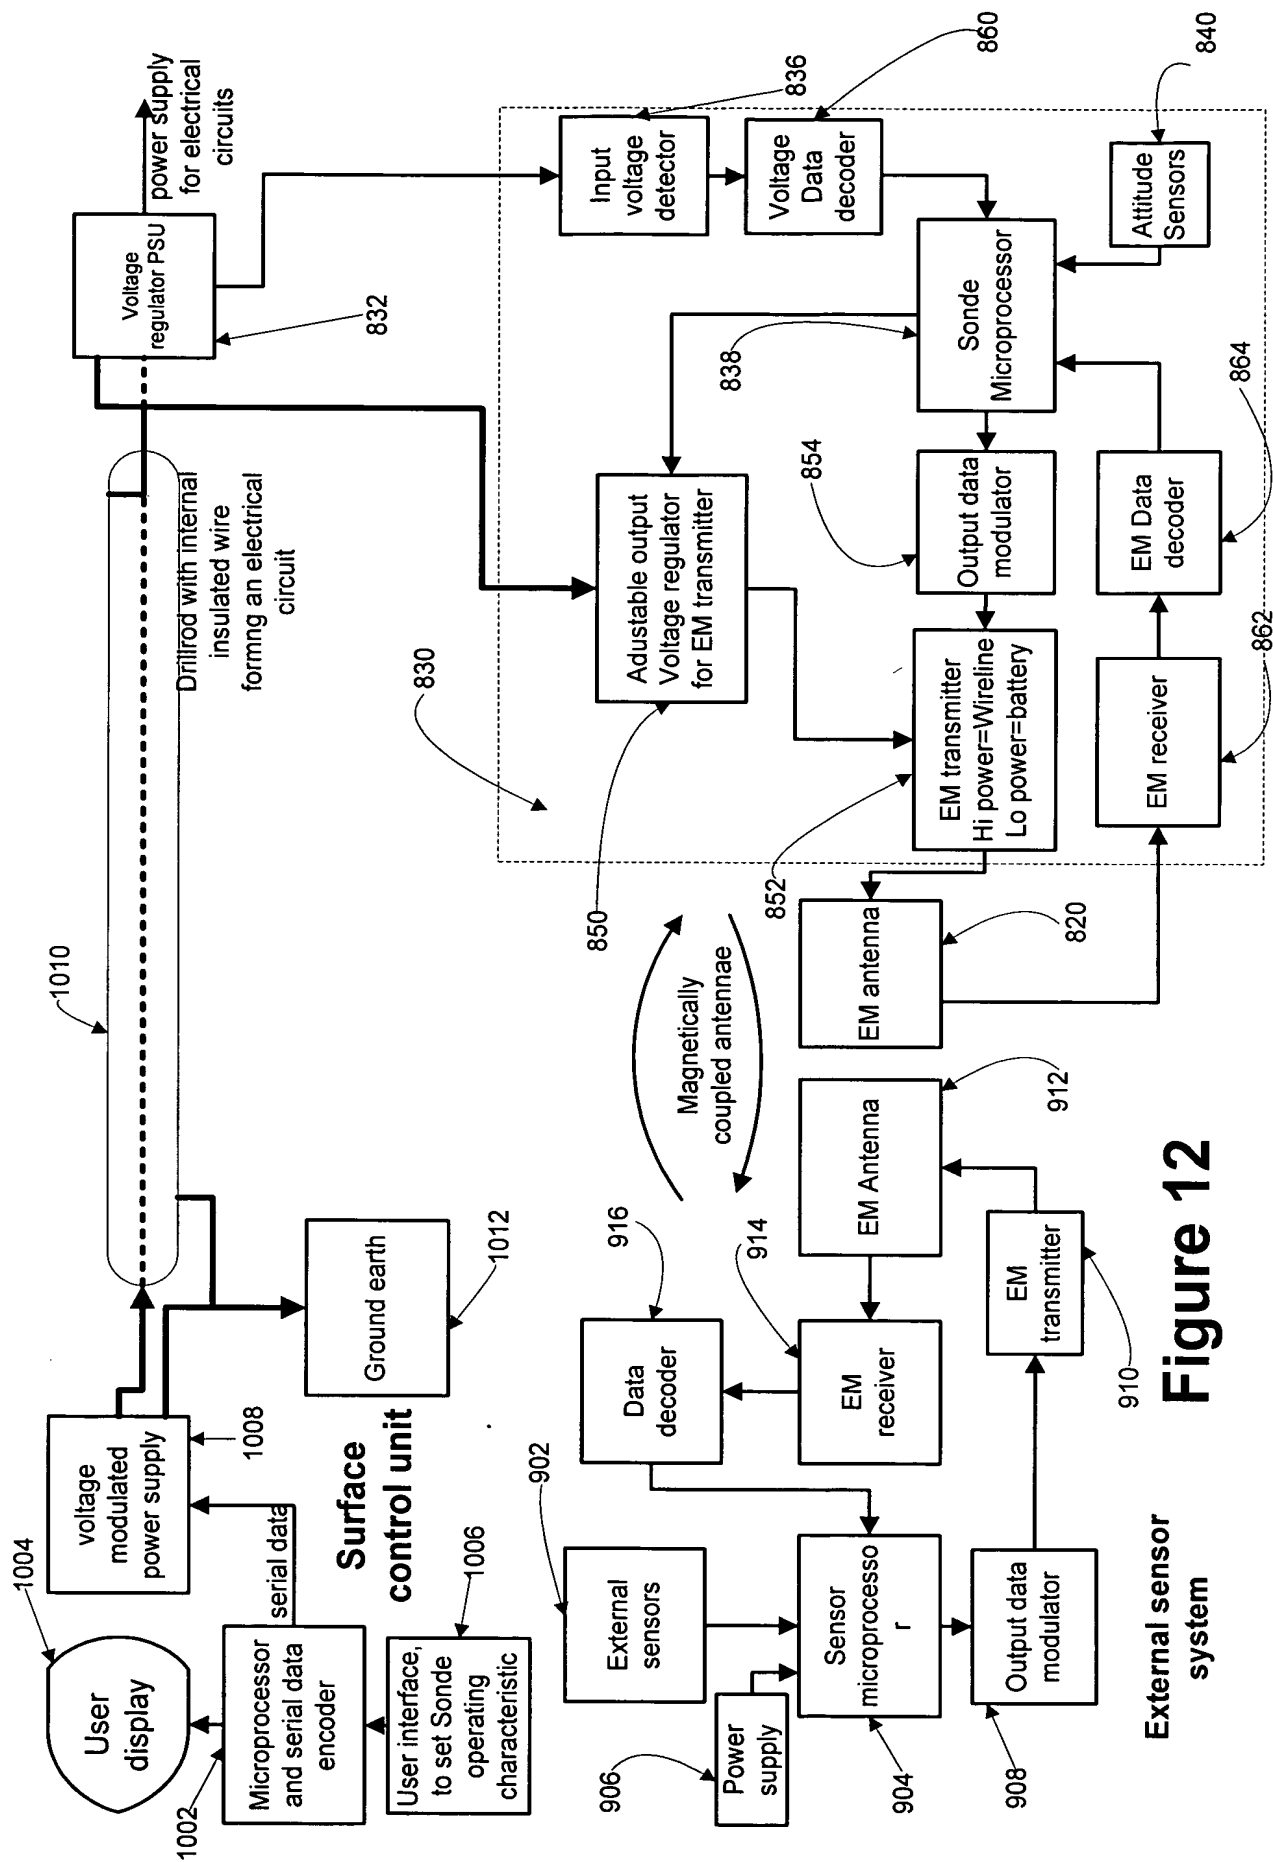 1004
User
display
1002
Microprocessor
and serial data
encoder
serial data
User interface,
to set Sonde
operating
characteristic
1006
voltage
modulated
power supply
1008
Surface
control unit
Ground earth
1012
1010
Drillrod with internal
insulated wire
formng an electrical
circuit
Voltage
regulator PSU
832
power supply
for electrical
circuits
906
Power
supply
External
sensors
902
Sensor
microprocesso
r
904
Output data
modulator
908
Data
decoder
916
EM
receiver
914
EM
transmitter
910
EM Antenna
912
Magnetically
coupled antennae
EM antenna
820
External sensor
system
830
Adustable output
Voltage regulator
for EM transmitter
850
EM transmitter
Hi power=Wireline
Lo power=battery
852
Output data
modulator
854
EM receiver
862
EM Data
decoder
864
Sonde
Microprocessor
838
Input
voltage
detector
836
Voltage
Data
decoder
860
Attitude
Sensors
840
Figure 12